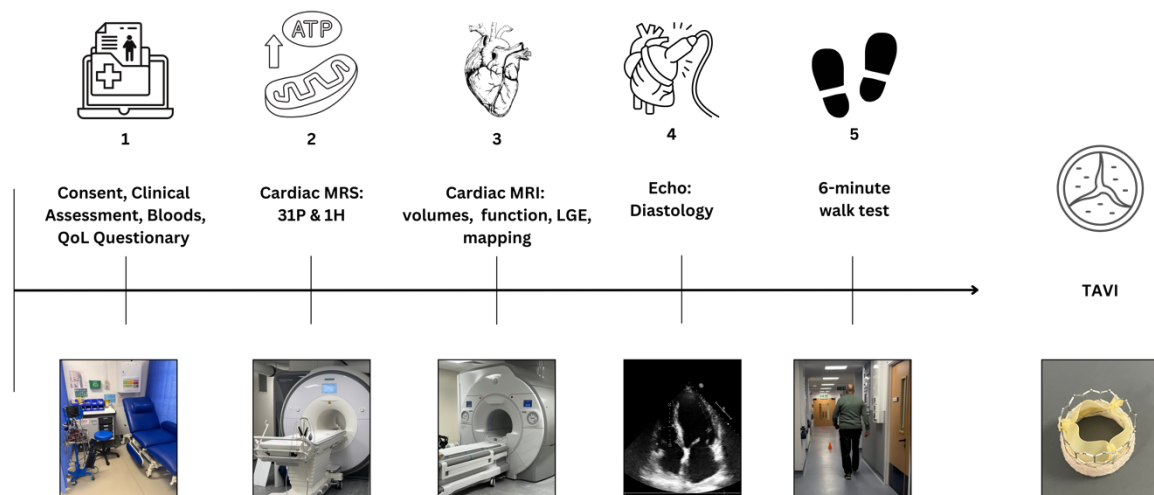 ATP
1
2
3
4
5
Consent, Clinical
Assessment, Bloods,
QoL Questionary
Cardiac MRS:
31P & 1H
Cardiac MRI:
volumes, function, LGE,
mapping
Echo:
Diastology
6-minute
walk test
TAVI